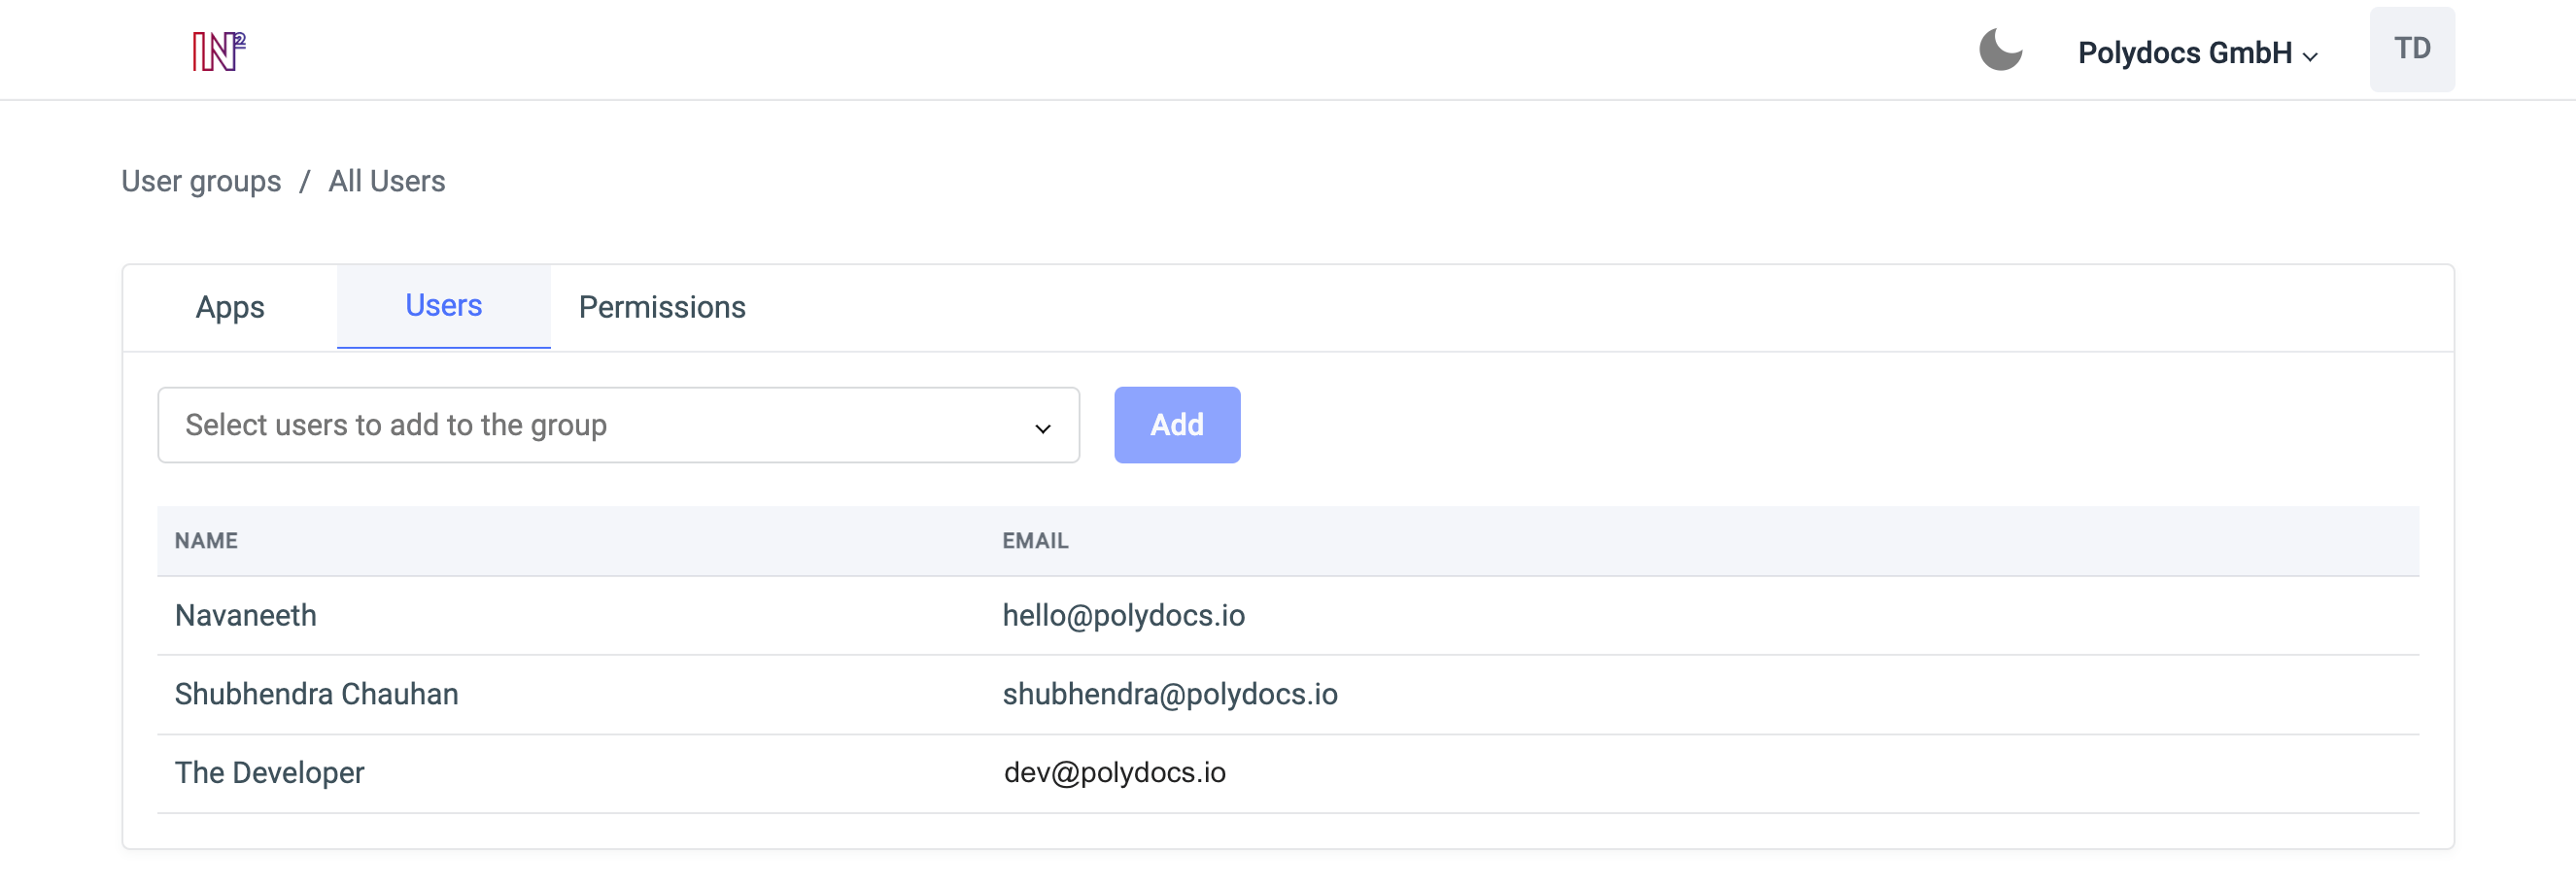 IN²
Polydocs GmbH
TD
User groups / All Users
Apps Users Permissions
Select users to add to the group
Add
NAME EMAIL
Navaneeth hello@polydocs.io
Shubhendra Chauhan shubhendra@polydocs.io
The Developer dev@polydocs.io